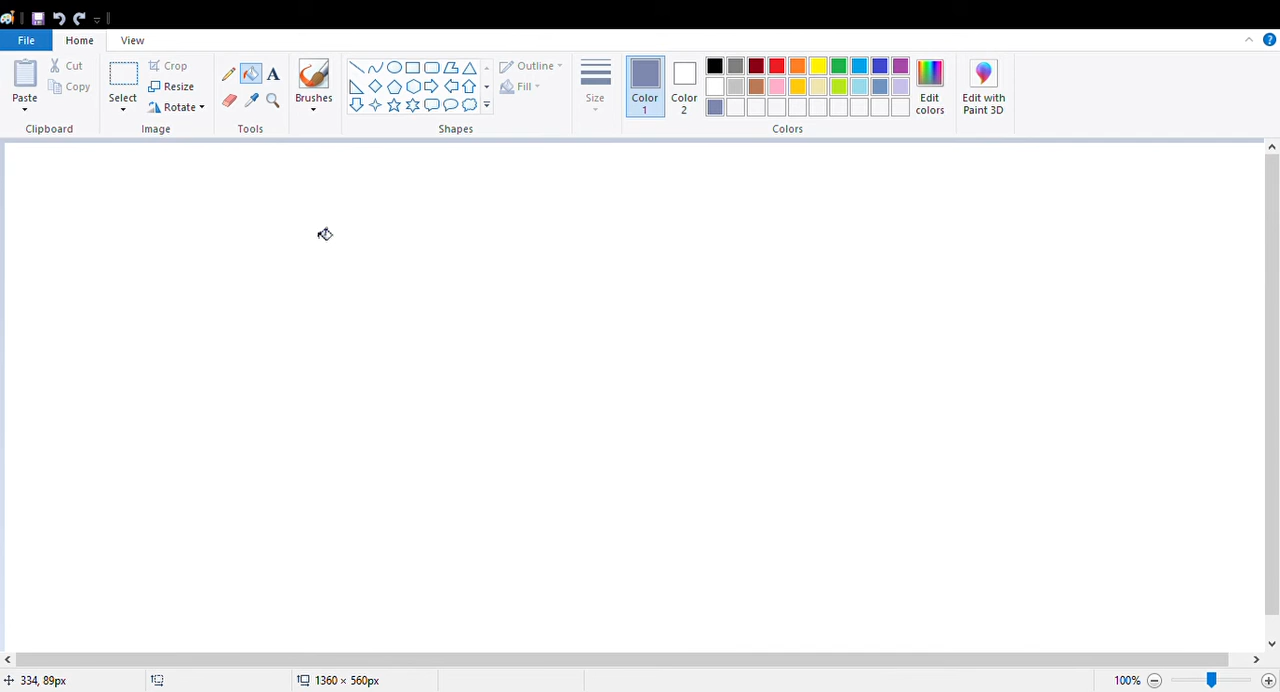 File Home View
Paste
Cut
Copy
Clipboard
Select
Crop
Resize
Rotate
Image
A
Tools
Brushes
Shapes
Outline
Fill
Size
Color 1
Color 2
Colors
Edit colors
Edit with Paint 3D
?
334, 89px
1360 × 560px
100%